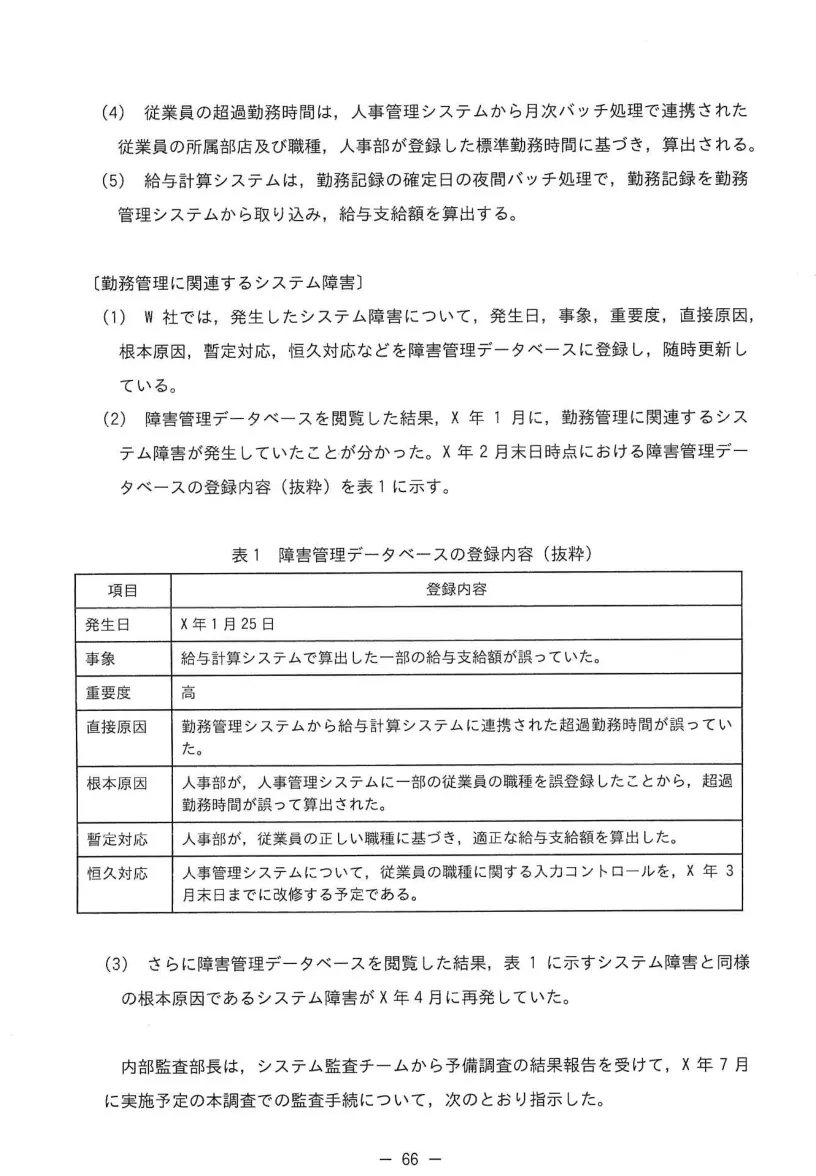 (4) 従業員の超過勤務時間は，人事管理システムから月次バッチ処理で連携された
従業員の所属部店及び職種，人事部が登録した標準勤務時間に基づき，算出される。
(5) 給与計算システムは，勤務記録の確定日の夜間バッチ処理で，勤務記録を勤務
管理システムから取り込み，給与支給額を算出する。
〔勤務管理に関連するシステム障害〕
(1) W 社では，発生したシステム障害について，発生日，事象，重要度，直接原因，
根本原因，暫定対応，恒久対応などを障害管理データベースに登録し，随時更新し
ている。
(2) 障害管理データベースを閲覧した結果，X 年 1 月に，勤務管理に関連するシス
テム障害が発生していたことが分かった。X 年 2 月末日時点における障害管理デー
タベースの登録内容（抜粋）を表 1 に示す。
表 1 障害管理データベースの登録内容（抜粋）
項目 登録内容
発生日 X 年 1 月 25 日
事象 給与計算システムで算出した一部の給与支給額が誤っていた。
重要度 高
直接原因 勤務管理システムから給与計算システムに連携された超過勤務時間が誤ってい
た。
根本原因 人事部が，人事管理システムに一部の従業員の職種を誤登録したことから，超過
勤務時間が誤って算出された。
暫定対応 人事部が，従業員の正しい職種に基づき，適正な給与支給額を算出した。
恒久対応 人事管理システムについて，従業員の職種に関する入力コントロールを，X 年 3
月末日までに改修する予定である。
(3) さらに障害管理データベースを閲覧した結果，表 1 に示すシステム障害と同様
の根本原因であるシステム障害が X 年 4 月に再発していた。
内部監査部長は，システム監査チームから予備調査の結果報告を受けて，X 年 7 月
に実施予定の本調査での監査手続について，次のとおり指示した。
― 66 ―